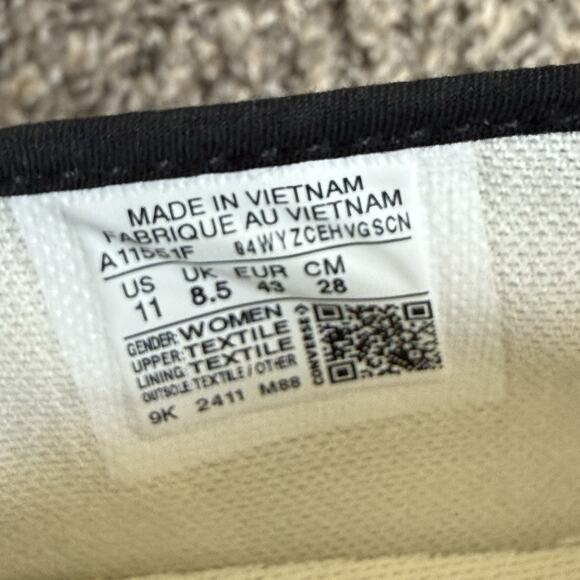 MADE IN VIETNAM
FABRIQUE AU VIETNAM
A11551F 04WYZCEHVGSCN
US UK EUR CM
11 8.5 43 28
GENDER: WOMEN
UPPER: TEXTILE
LINING: TEXTILE
OUTSOLE: TEXTILE / OTHER
9K 2411 M88
CONVERSE